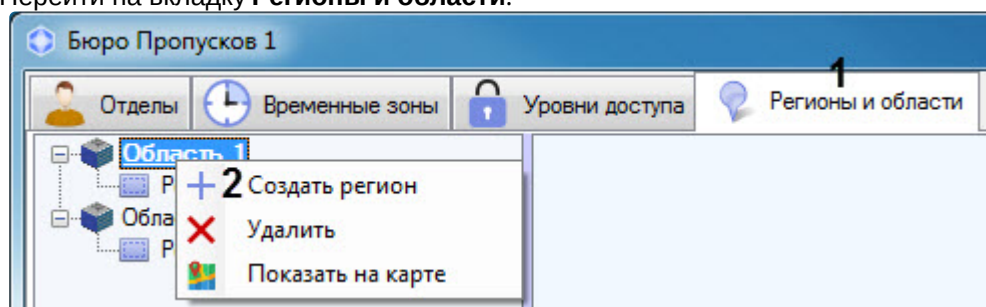 Перейти на вкладку Регионы и области.
Бюро Пропусков 1
1
Отделы Временные зоны Уровни доступа Регионы и области
Область 1
2 Создать регион
Удалить
Показать на карте